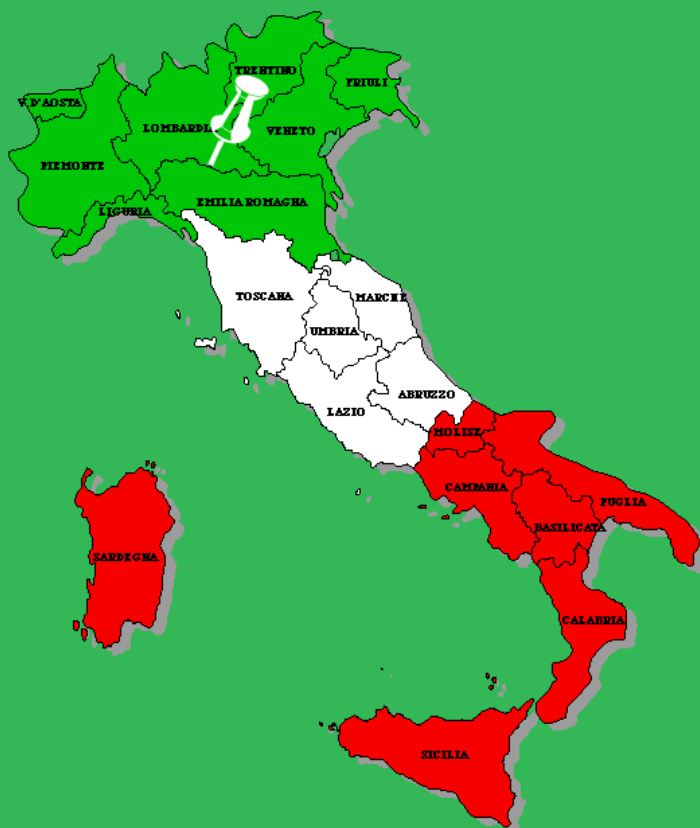 TRENTINO
FRIULI
V. D'AOSTA
LOMBARDI
VENETO
PIEMONTE
EMILIA ROMAGNA
LIGURIA
TOSCANA
MARCHE
UMBRIA
ABRUZZO
LAZIO
MOLISE
CAMPANIA
PUGLIA
BASILICATA
SARDEGNA
CALABRIA
SICILIA